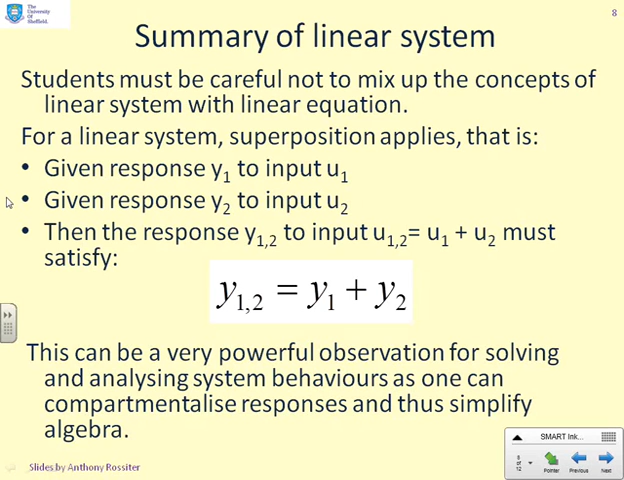 The
University
Of
Sheffield.
8
Summary of linear system
Students must be careful not to mix up the concepts of
linear system with linear equation.
For a linear system, superposition applies, that is:
• Given response y1 to input u1
• Given response y2 to input u2
• Then the response y1,2 to input u1,2= u1 + u2 must
satisfy:
y1,2 = y1 + y2
This can be a very powerful observation for solving
and analysing system behaviours as one can
compartmentalise responses and thus simplify
algebra.
SMART Ink...
of
12
Pointer
Previous
Next
Slides by Anthony Rossiter